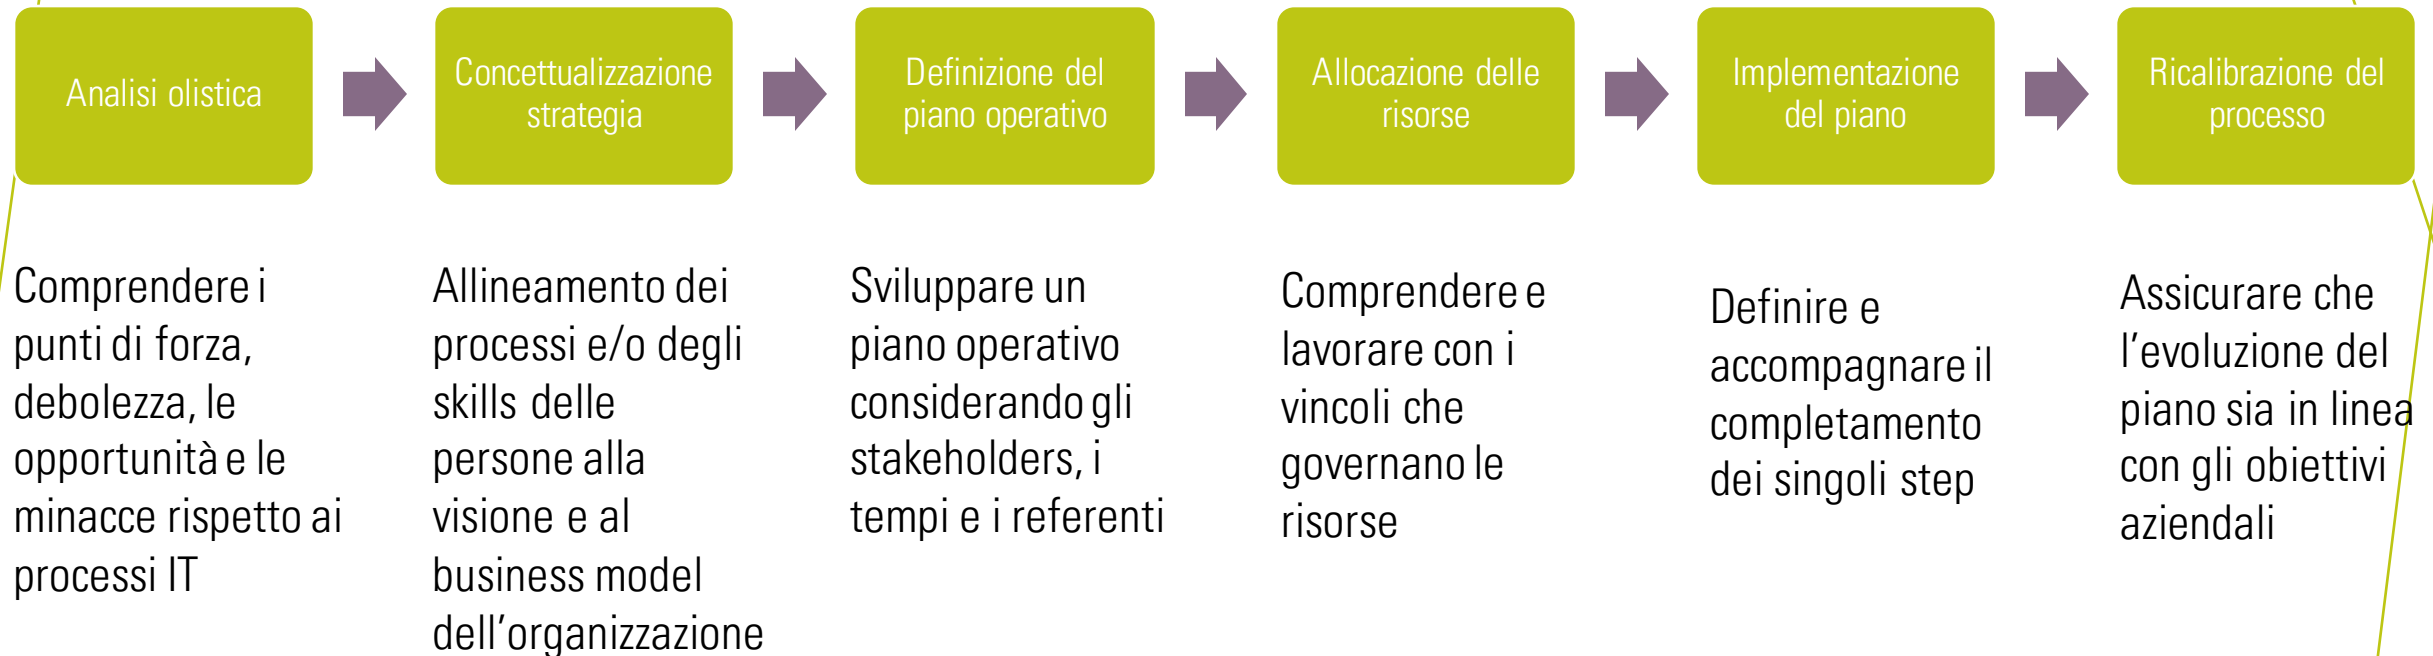 Analisi olistica
Concettualizzazione
strategia
Definizione del
piano operativo
Allocazione delle
risorse
Implementazione
del piano
Ricalibrazione del
processo
Comprendere i
punti di forza,
debolezza, le
opportunità e le
minacce rispetto ai
processi IT
Allineamento dei
processi e/o degli
skills delle
persone alla
visione e al
business model
dell’organizzazione
Sviluppare un
piano operativo
considerando gli
stakeholders, i
tempi e i referenti
Comprendere e
lavorare con i
vincoli che
governano le
risorse
Definire e
accompagnare il
completamento
dei singoli step
Assicurare che
l’evoluzione del
piano sia in linea
con gli obiettivi
aziendali